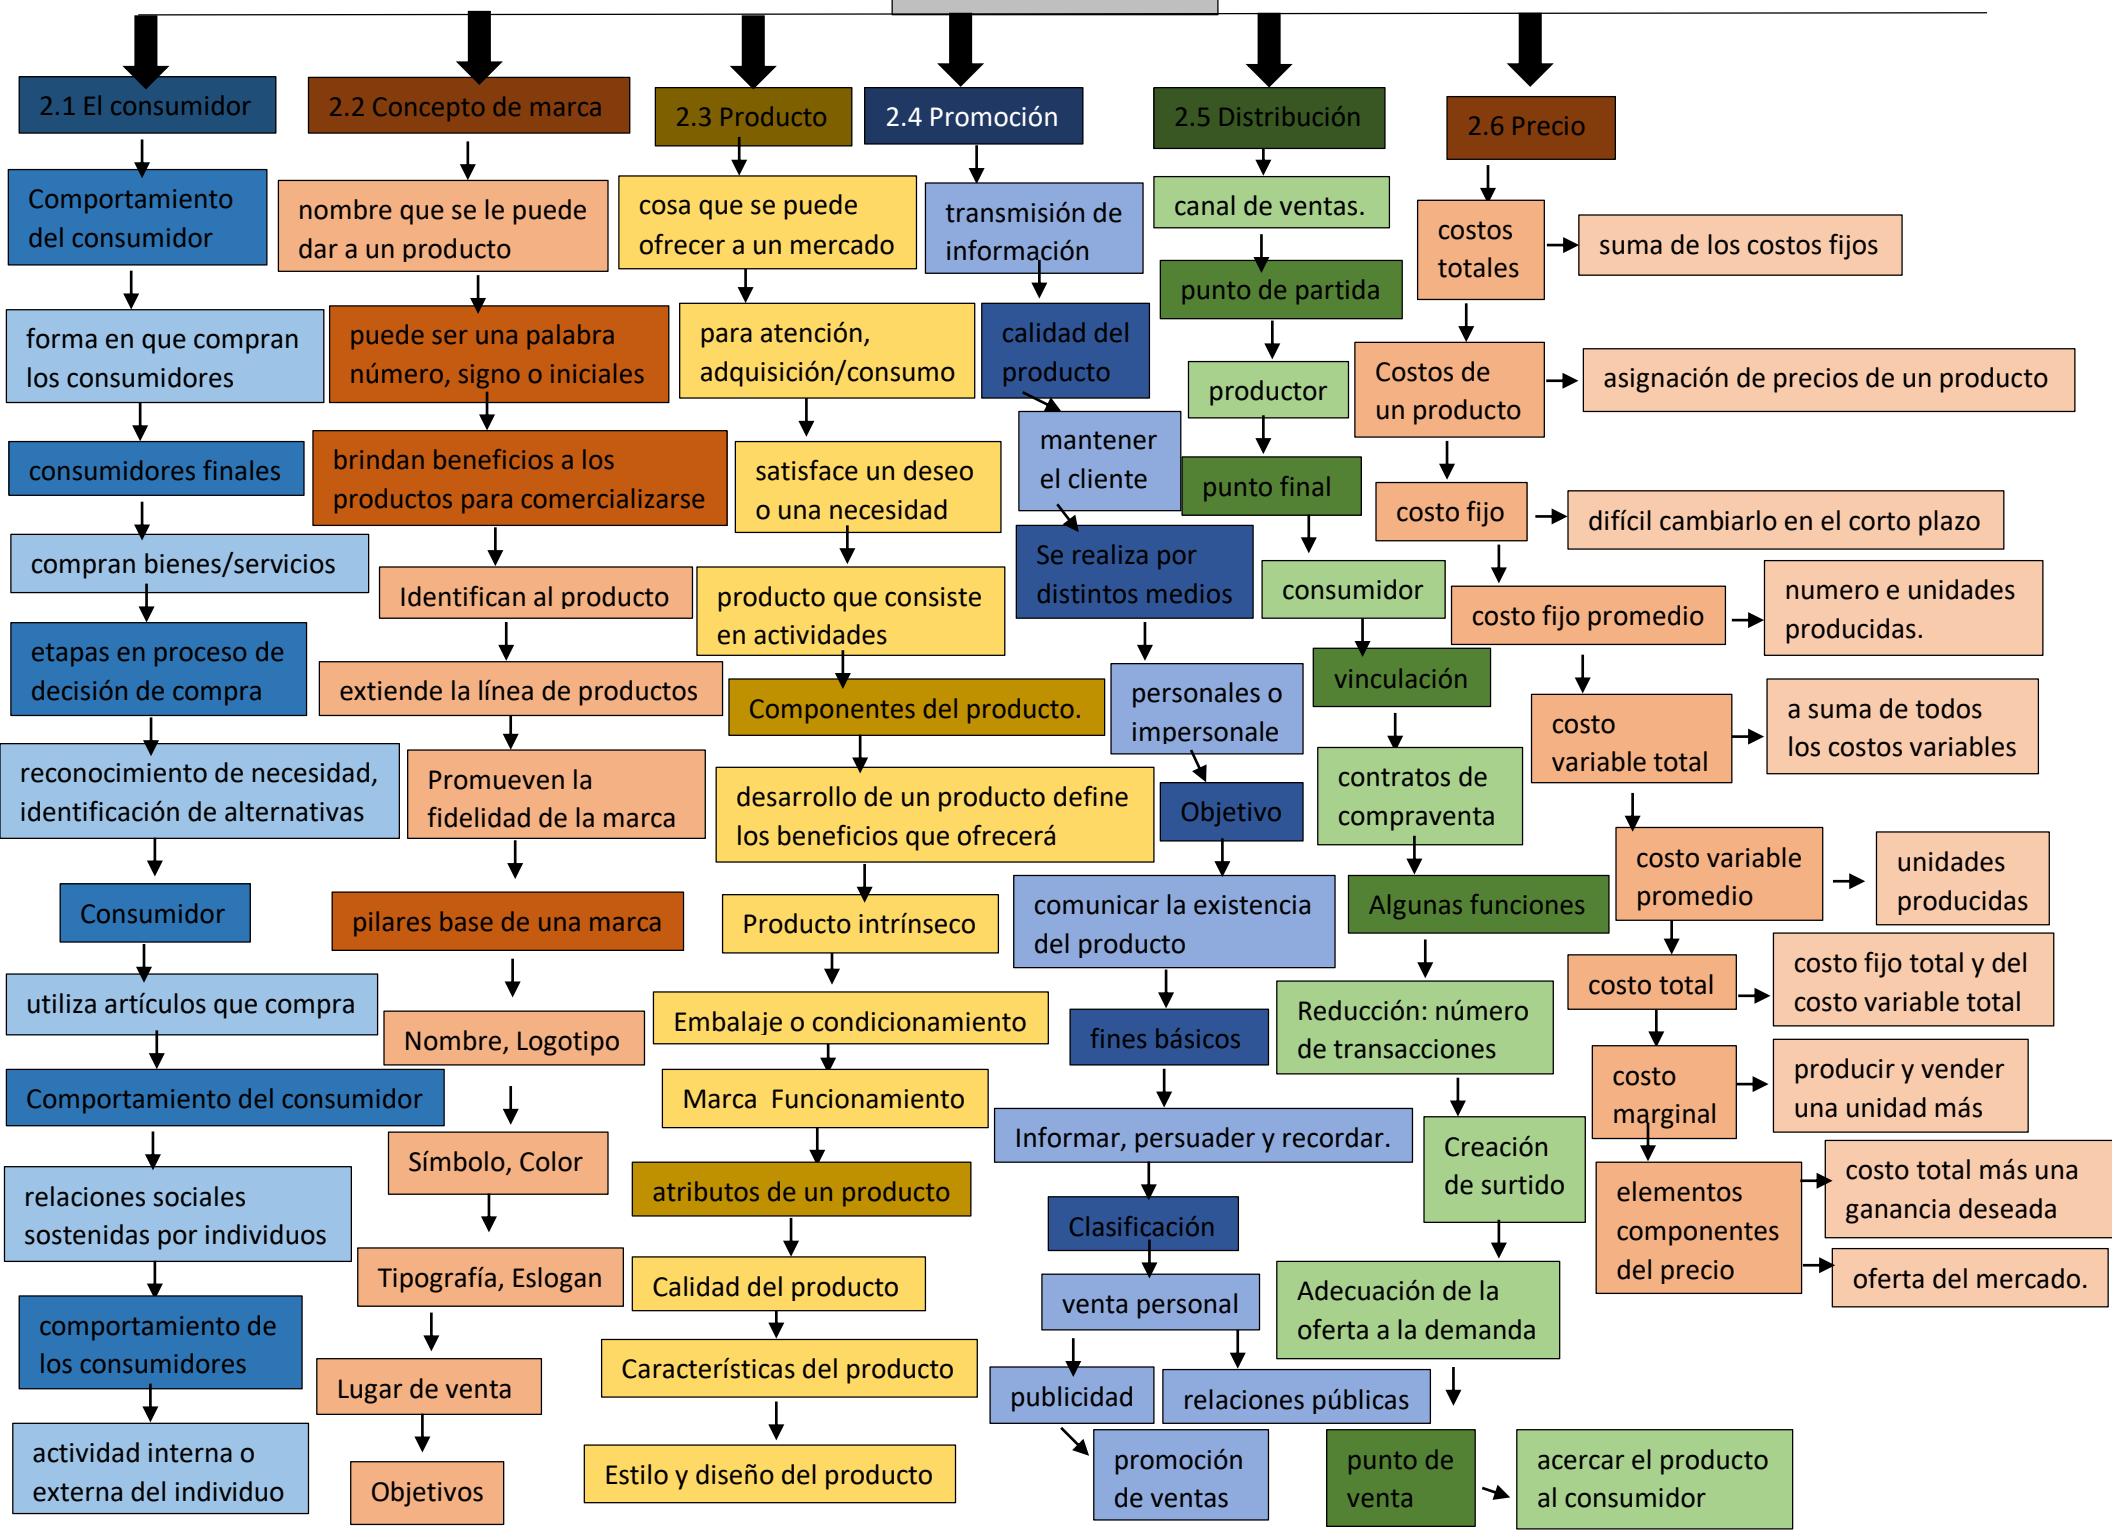 2.1 El consumidor
Comportamiento
del consumidor
forma en que compran
los consumidores
consumidores finales
compran bienes/servicios
etapas en proceso de
decisión de compra
reconocimiento de necesidad,
identificación de alternativas
Consumidor
utiliza artículos que compra
Comportamiento del consumidor
relaciones sociales
sostenidas por individuos
comportamiento de
los consumidores
actividad interna o
externa del individuo
2.2 Concepto de marca
nombre que se le puede
dar a un producto
puede ser una palabra
número, signo o iniciales
brindan beneficios a los
productos para comercializarse
Identifican al producto
extiende la línea de productos
Promueven la
fidelidad de la marca
pilares base de una marca
Nombre, Logotipo
Símbolo, Color
Tipografía, Eslogan
Lugar de venta
Objetivos
2.3 Producto
cosa que se puede
ofrecer a un mercado
para atención,
adquisición/consumo
satisface un deseo
o una necesidad
producto que consiste
en actividades
Componentes del producto.
desarrollo de un producto define
los beneficios que ofrecerá
Producto intrínseco
Embalaje o condicionamiento
Marca  Funcionamiento
atributos de un producto
Calidad del producto
Características del producto
Estilo y diseño del producto
2.4 Promoción
transmisión de
información
calidad del
producto
mantener
el cliente
Se realiza por
distintos medios
personales o
impersonale
Objetivo
comunicar la existencia
del producto
fines básicos
Informar, persuader y recordar.
Clasificación
venta personal
publicidad
relaciones públicas
promoción
de ventas
2.5 Distribución
canal de ventas.
punto de partida
productor
punto final
consumidor
vinculación
contratos de
compraventa
Algunas funciones
Reducción: número
de transacciones
Creación
de surtido
Adecuación de la
oferta a la demanda
punto de
venta
acercar el producto
al consumidor
2.6 Precio
costos
totales
suma de los costos fijos
Costos de
un producto
asignación de precios de un producto
costo fijo
difícil cambiarlo en el corto plazo
costo fijo promedio
numero e unidades
producidas.
costo
variable total
a suma de todos
los costos variables
costo variable
promedio
unidades
producidas
costo total
costo fijo total y del
costo variable total
costo
marginal
producir y vender
una unidad más
elementos
componentes
del precio
costo total más una
ganancia deseada
oferta del mercado.